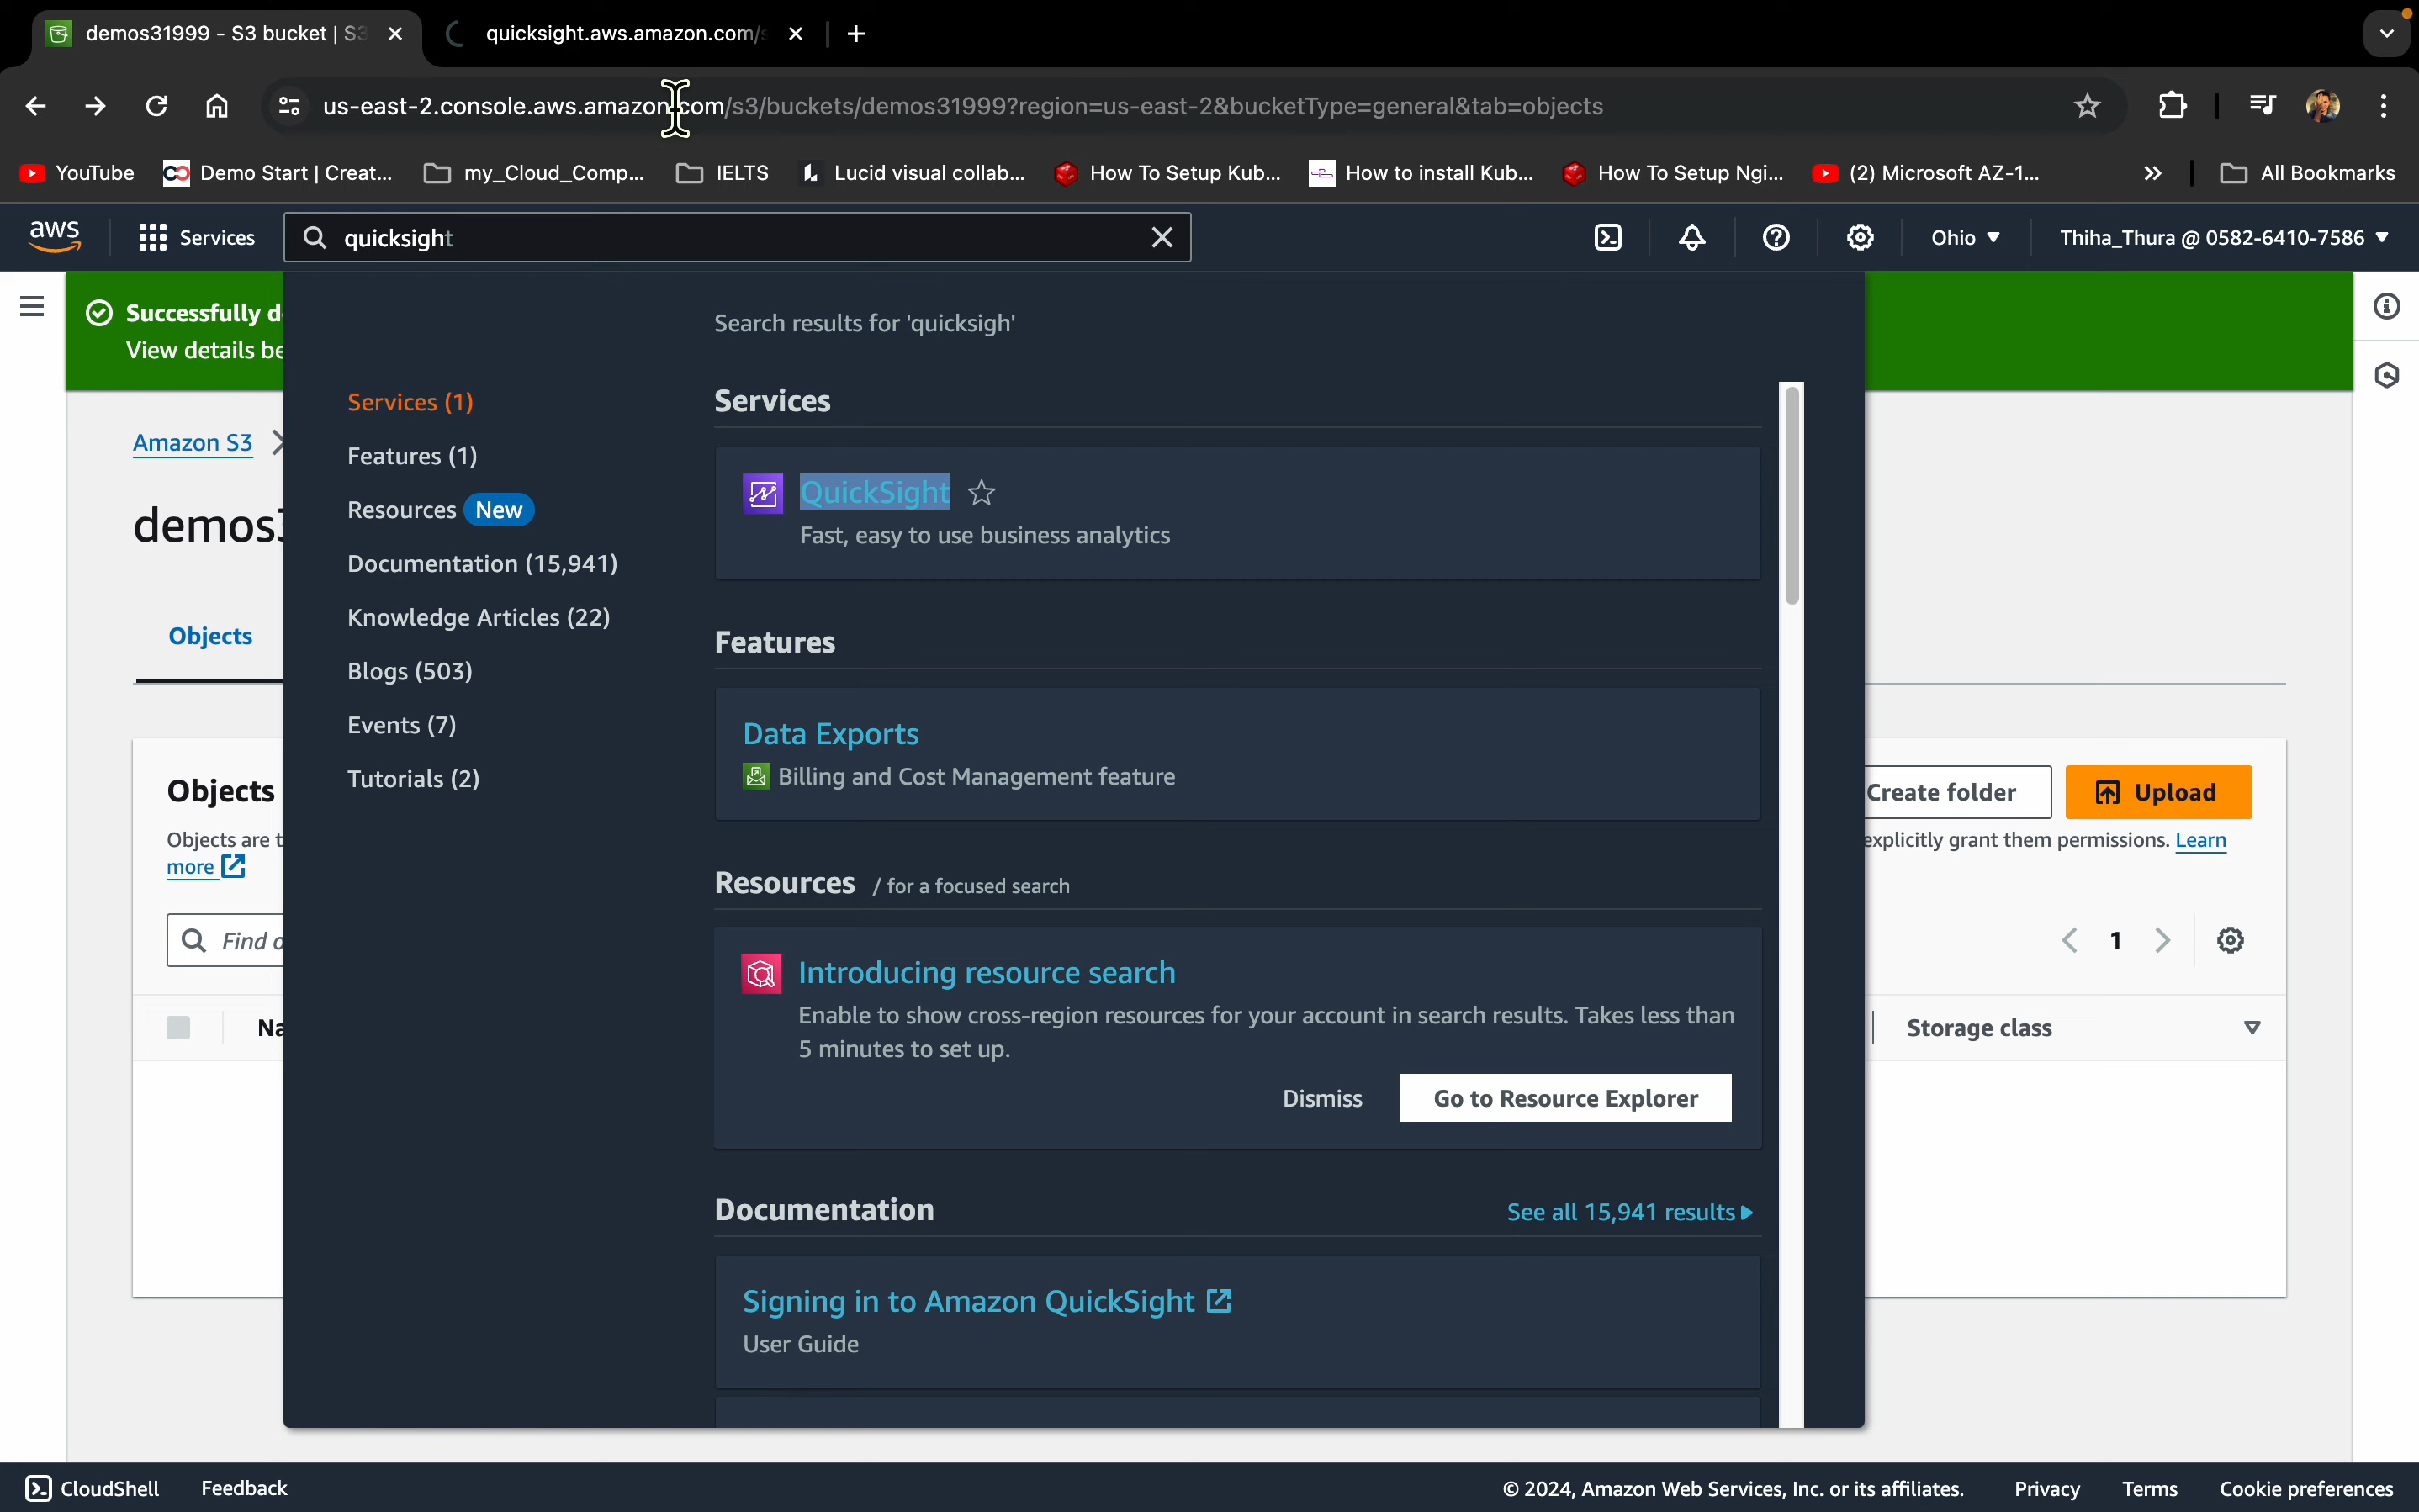 demos31999 - S3 bucket | S3
quicksight.aws.amazon.com/s
us-east-2.console.aws.amazon.com/s3/buckets/demos31999?region=us-east-2&bucketType=general&tab=objects
YouTube
Demo Start | Creat...
my_Cloud_Comp...
IELTS
Lucid visual collab...
How To Setup Kub...
How to install Kub...
How To Setup Ngi...
(2) Microsoft AZ-1...
All Bookmarks
aws
Services
quicksight
Ohio
Thiha_Thura @ 0582-6410-7586
Successfully d
View details be
Amazon S3
demos3
Objects
Objects
Objects are t
more
Find o
Na
Search results for 'quicksigh'
Services (1)
Features (1)
Resources New
Documentation (15,941)
Knowledge Articles (22)
Blogs (503)
Events (7)
Tutorials (2)
Services
QuickSight
Fast, easy to use business analytics
Features
Data Exports
Billing and Cost Management feature
Resources / for a focused search
Introducing resource search
Enable to show cross-region resources for your account in search results. Takes less than
5 minutes to set up.
Dismiss
Go to Resource Explorer
Documentation
See all 15,941 results
Signing in to Amazon QuickSight
User Guide
Create folder
Upload
explicitly grant them permissions. Learn
1
Storage class
CloudShell
Feedback
© 2024, Amazon Web Services, Inc. or its affiliates.
Privacy
Terms
Cookie preferences